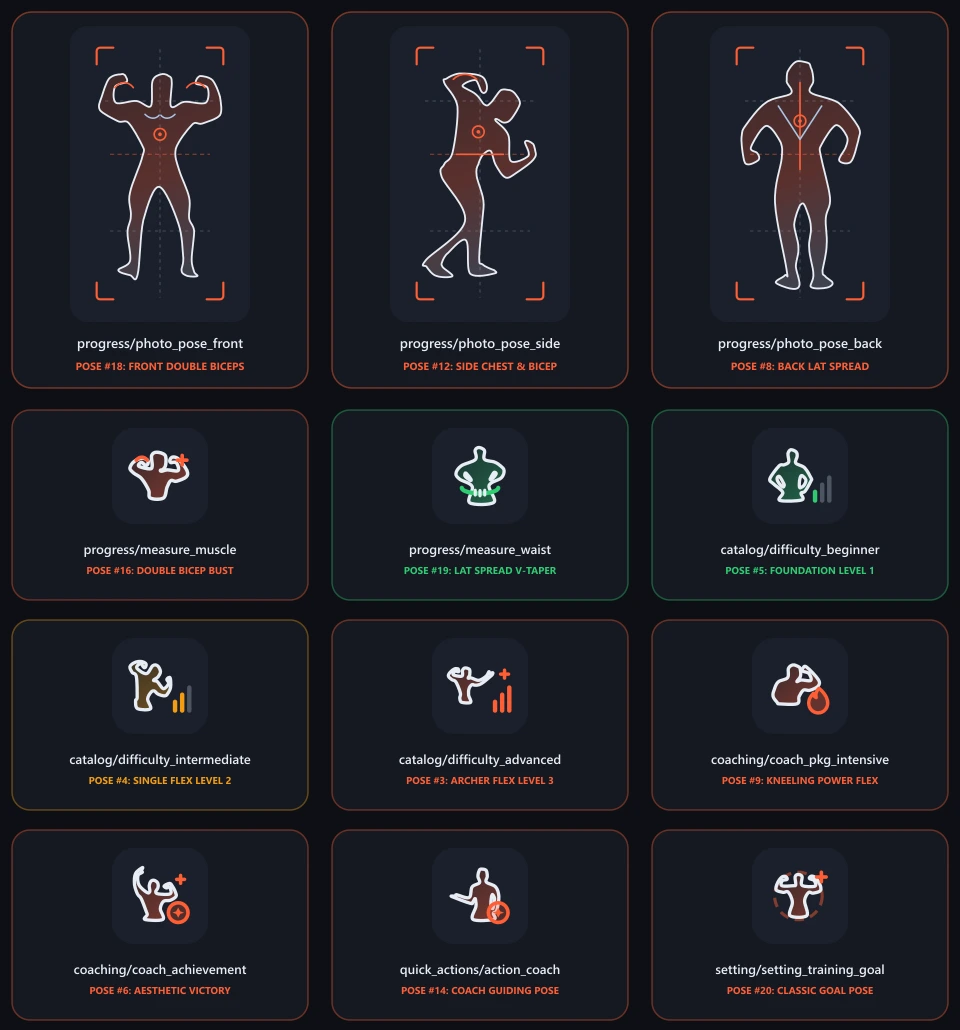 progress/photo_pose_front
POSE #18: FRONT DOUBLE BICEPS
progress/photo_pose_side
POSE #12: SIDE CHEST & BICEP
progress/photo_pose_back
POSE #8: BACK LAT SPREAD
progress/measure_muscle
POSE #16: DOUBLE BICEP BUST
progress/measure_waist
POSE #19: LAT SPREAD V-TAPER
catalog/difficulty_beginner
POSE #5: FOUNDATION LEVEL 1
catalog/difficulty_intermediate
POSE #4: SINGLE FLEX LEVEL 2
catalog/difficulty_advanced
POSE #3: ARCHER FLEX LEVEL 3
coaching/coach_pkg_intensive
POSE #9: KNEELING POWER FLEX
coaching/coach_achievement
POSE #6: AESTHETIC VICTORY
quick_actions/action_coach
POSE #14: COACH GUIDING POSE
setting/setting_training_goal
POSE #20: CLASSIC GOAL POSE